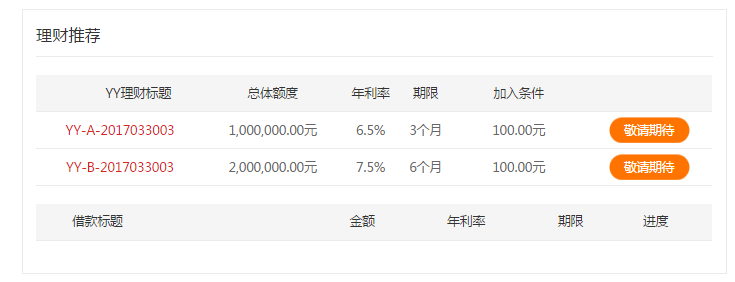 理财推荐
YY理财标题 总体额度 年利率 期限 加入条件
YY-A-2017033003 1,000,000.00元 6.5% 3个月 100.00元 敬请期待
YY-B-2017033003 2,000,000.00元 7.5% 6个月 100.00元 敬请期待
借款标题 金额 年利率 期限 进度